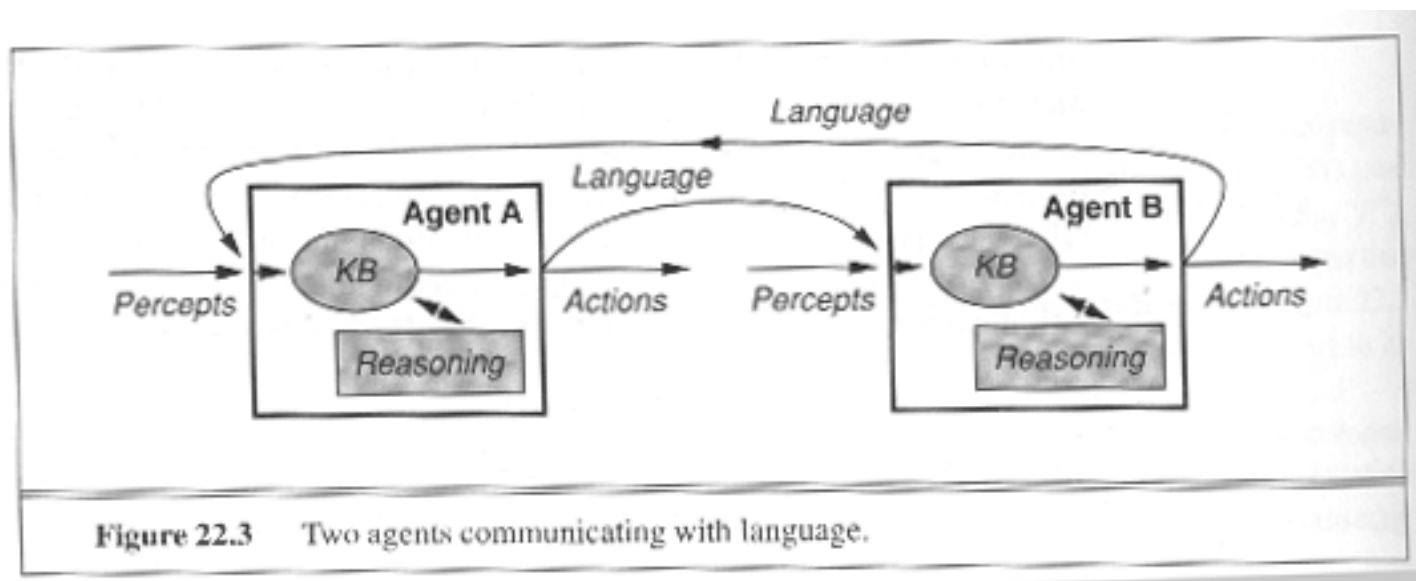 Language
Language
Agent A
Agent B
KB
KB
Percepts
Actions
Percepts
Actions
Reasoning
Reasoning
Figure 22.3 Two agents communicating with language.